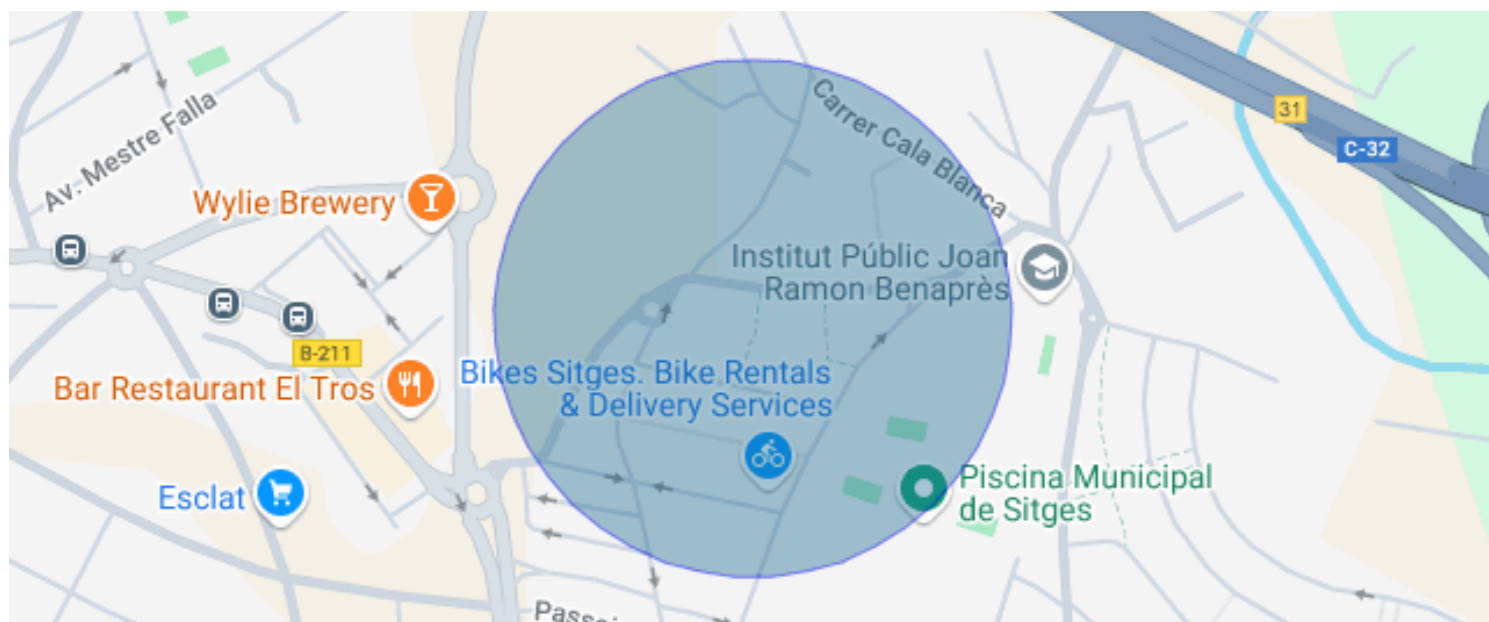 31
C-32
Av. Mestre Falla
Carrer Cala Blanca
Wylie Brewery
Institut Públic Joan
Ramon Benaprès
B-211
Bar Restaurant El Tros
Bikes Sitges. Bike Rentals
& Delivery Services
Esclat
Piscina Municipal
de Sitges
Passei